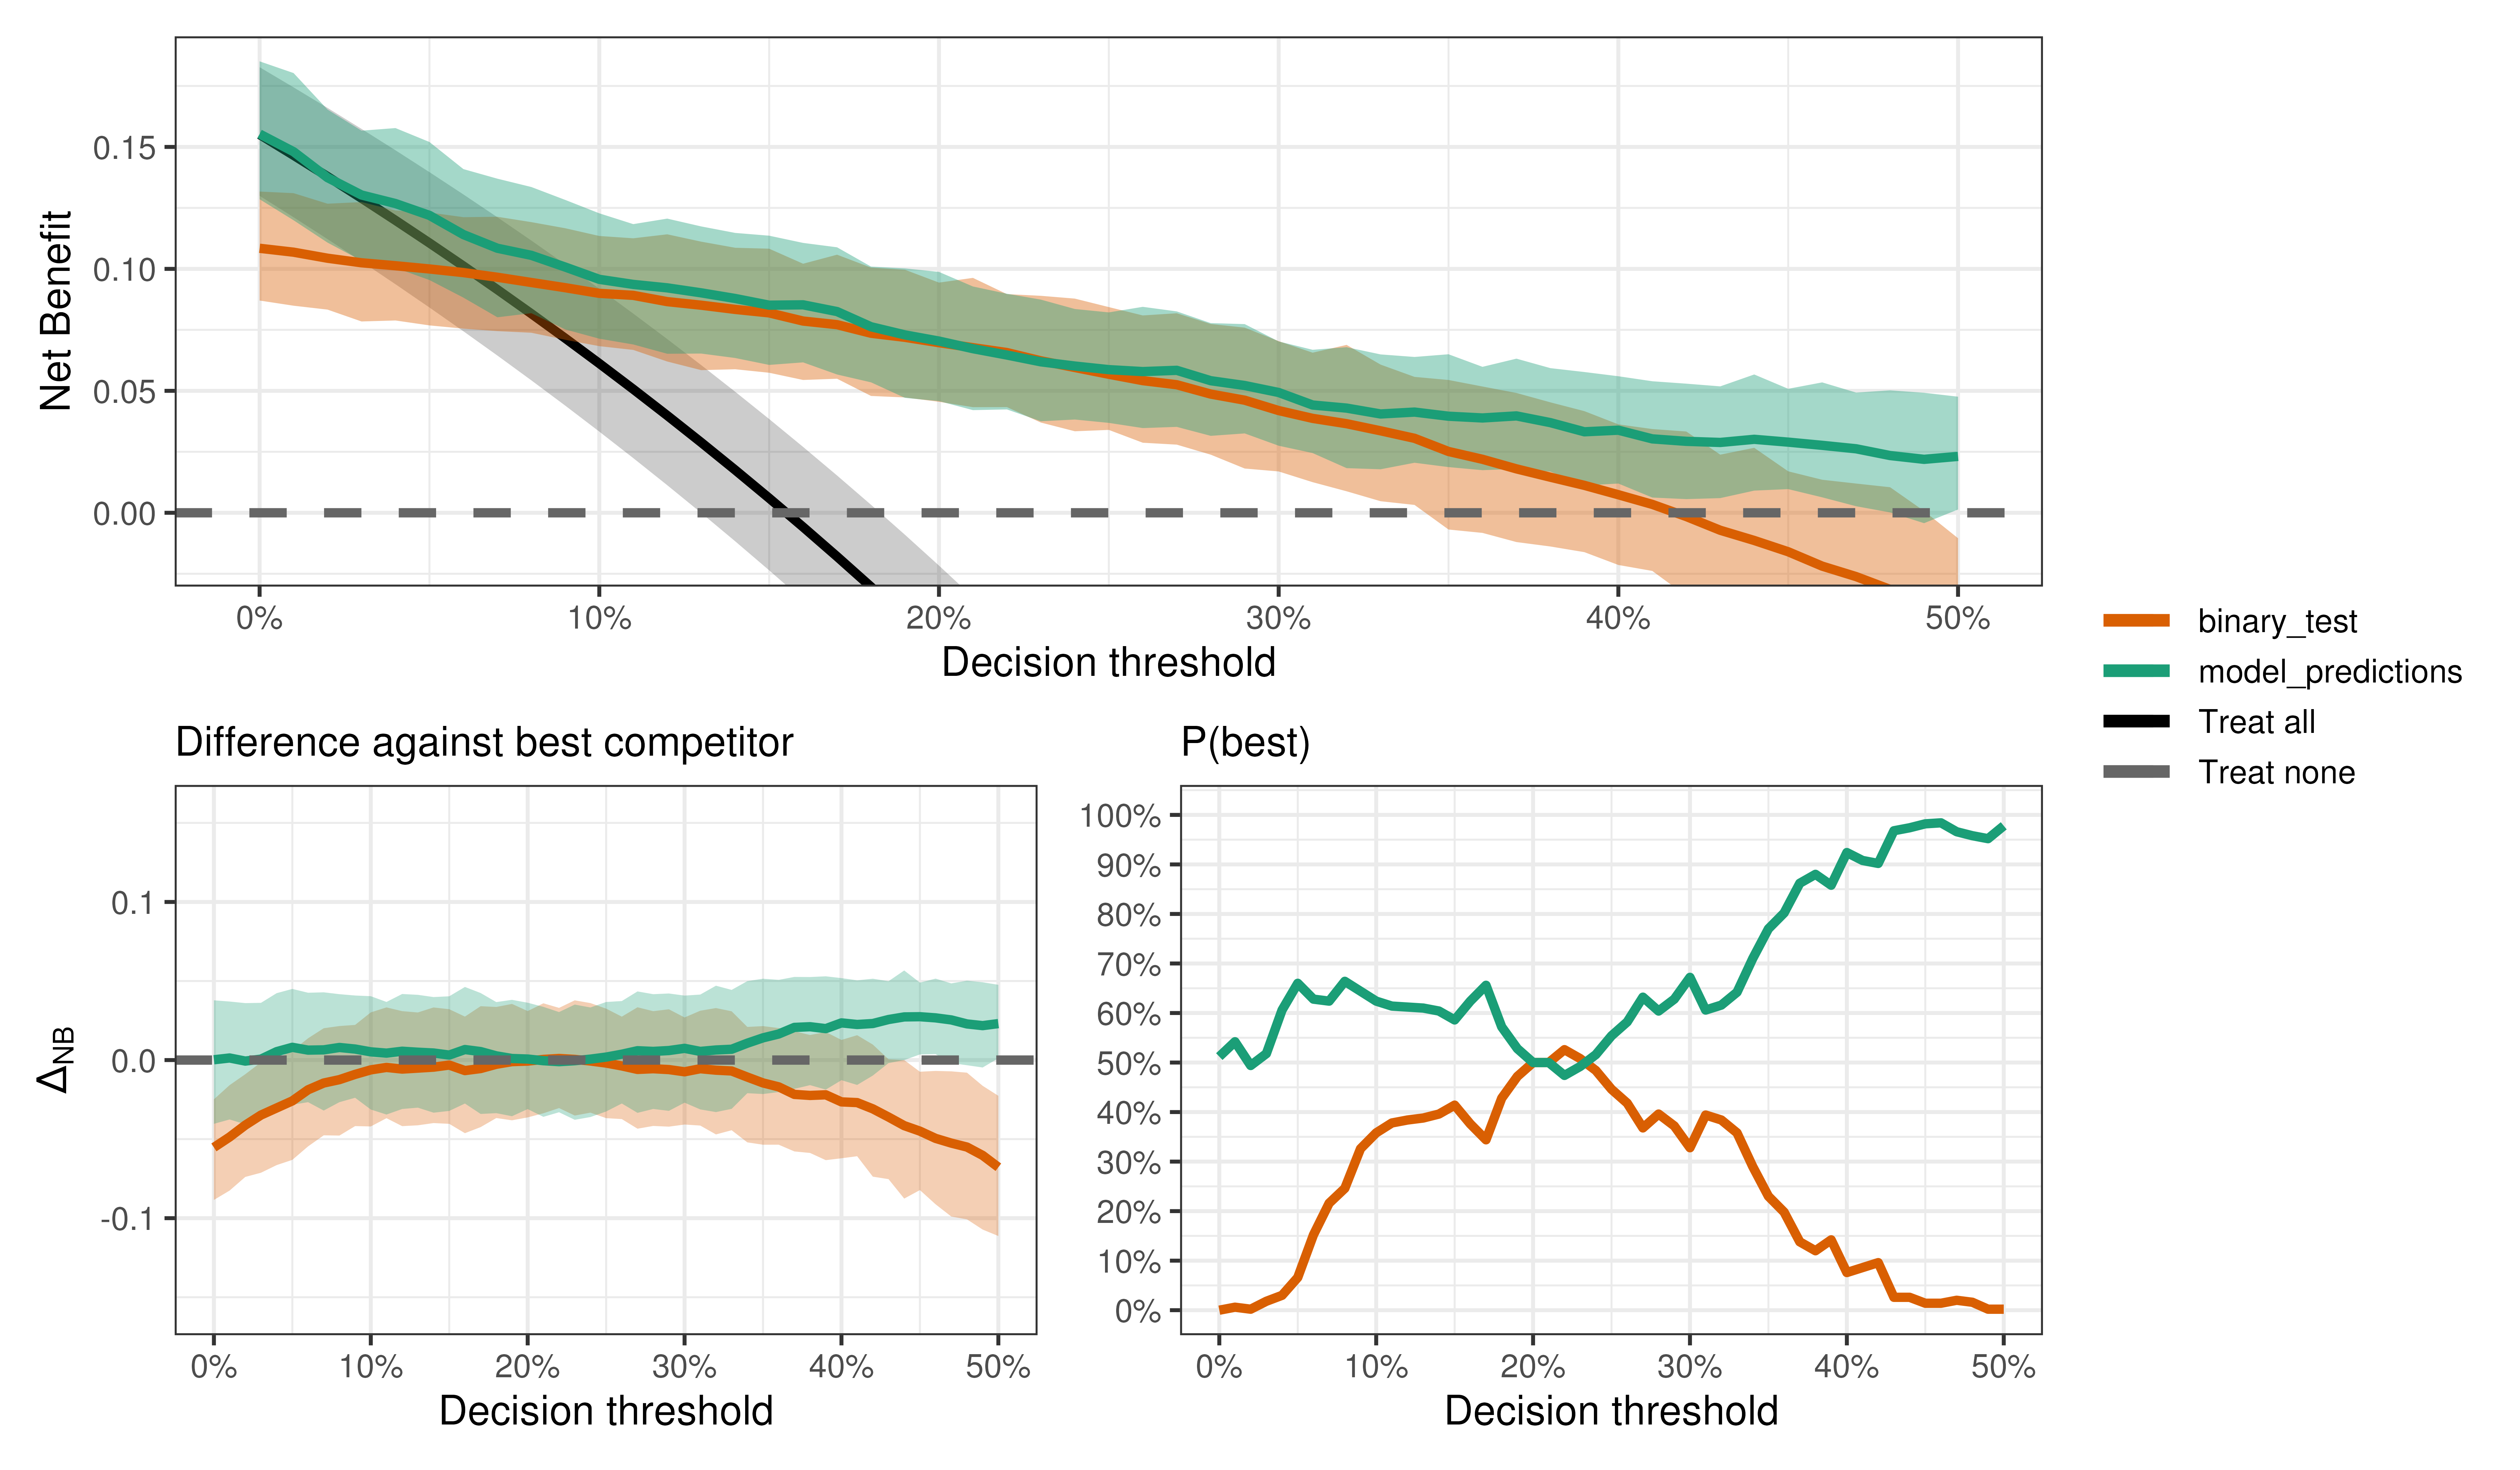 Net Benefit
0.15
0.10
0.05
0.00
0% 10% 20% 30% 40% 50%
Decision threshold
binary_test
model_predictions
Treat all
Treat none
Difference against best competitor
ΔNB
0.1
0.0
-0.1
0% 10% 20% 30% 40% 50%
Decision threshold
P(best)
100%
90%
80%
70%
60%
50%
40%
30%
20%
10%
0%
0% 10% 20% 30% 40% 50%
Decision threshold